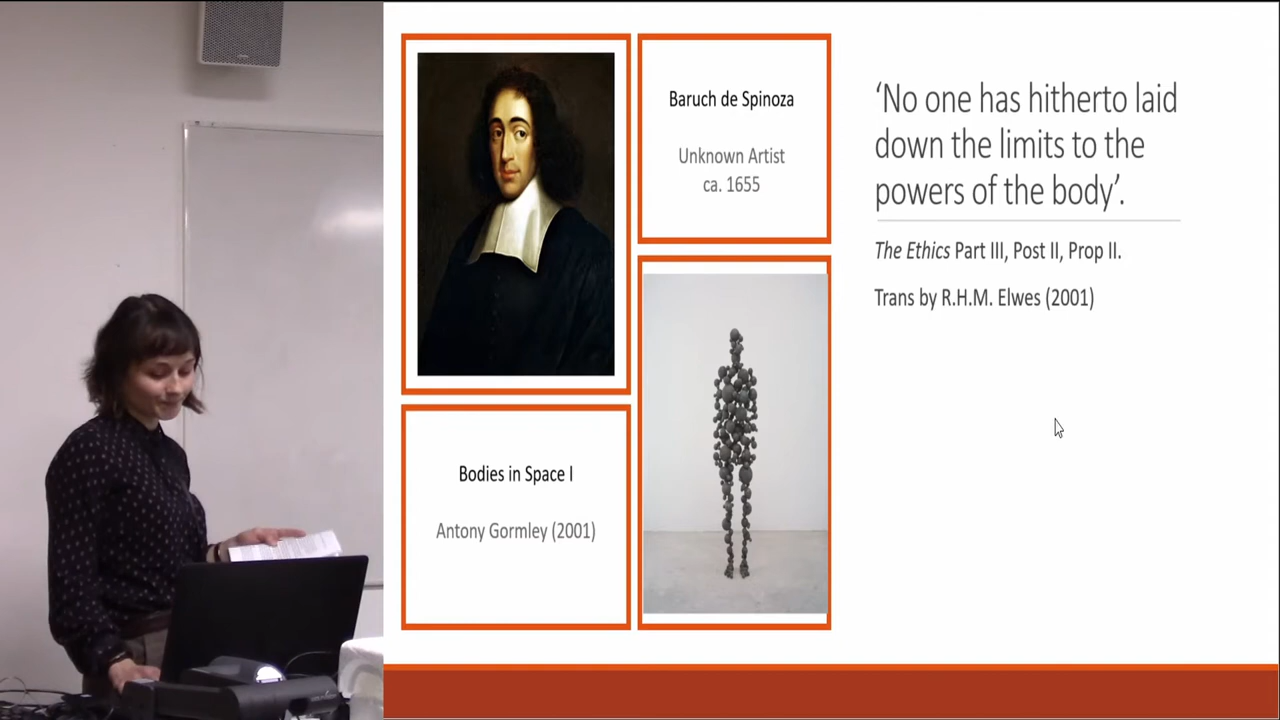 Baruch de Spinoza
Unknown Artist
ca. 1655
Bodies in Space I
Antony Gormley (2001)
‘No one has hitherto laid
down the limits to the
powers of the body’.
The Ethics Part III, Post II, Prop II.
Trans by R.H.M. Elwes (2001)